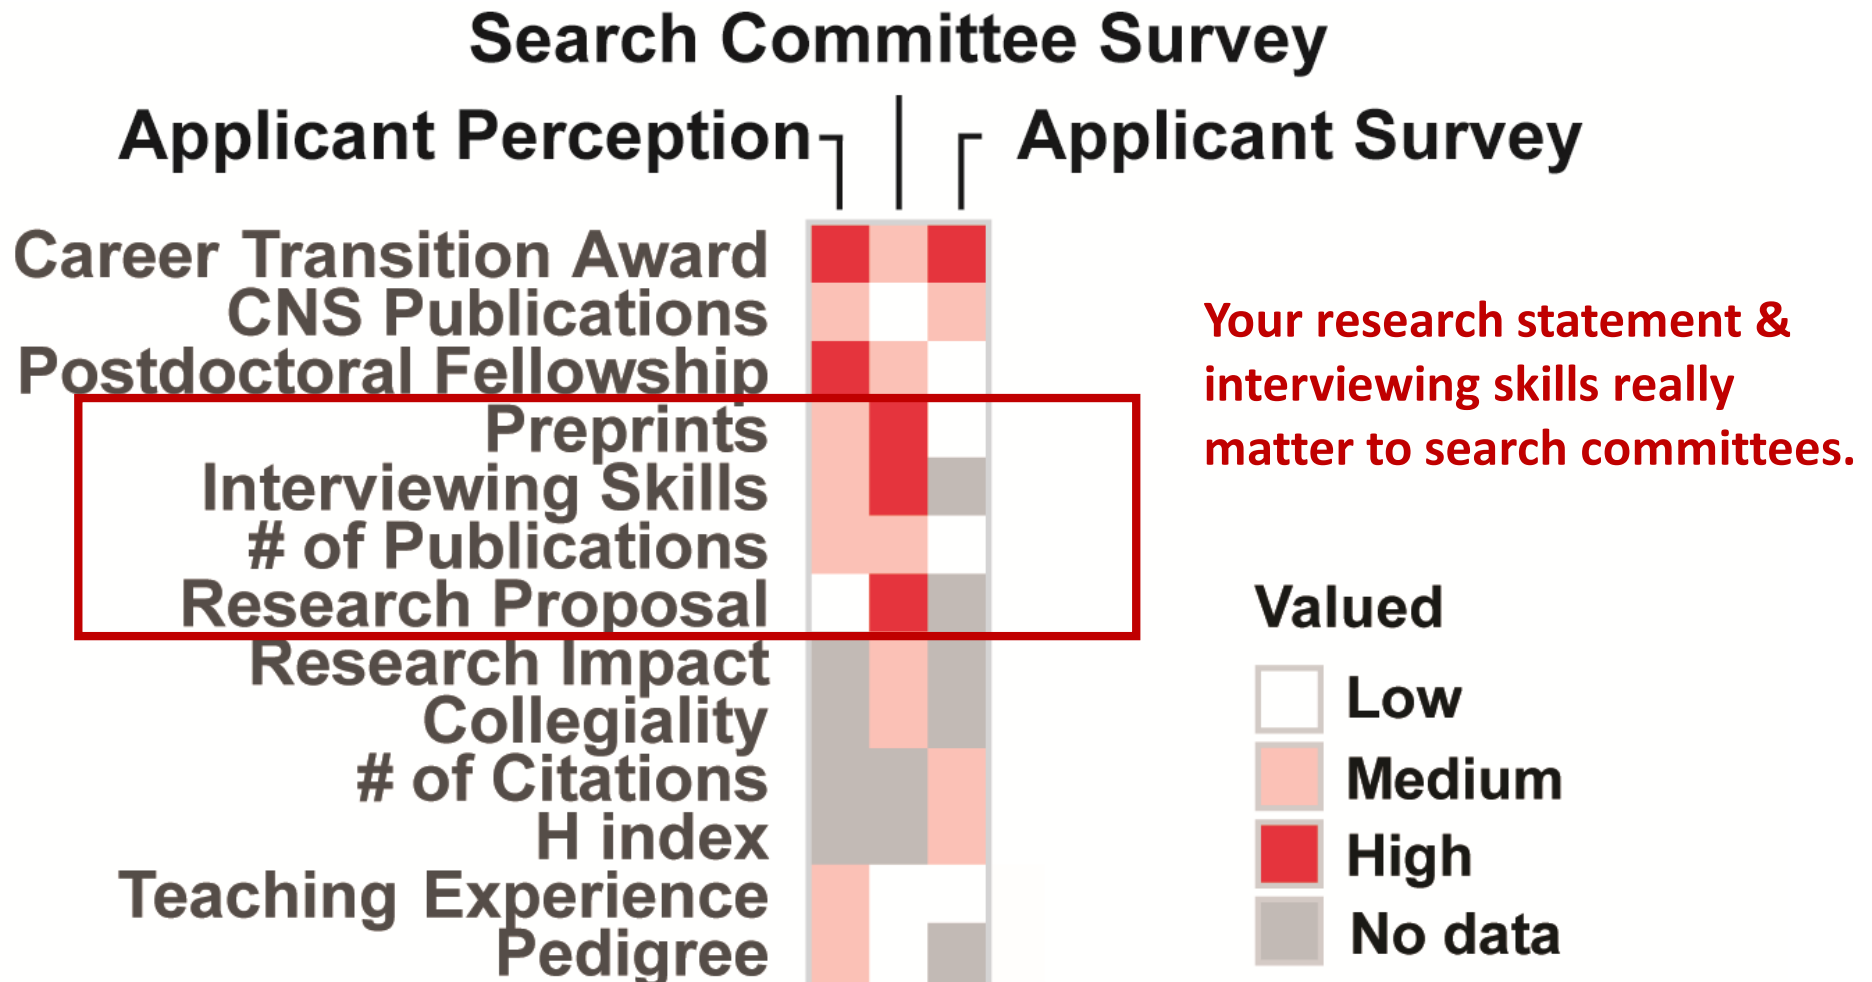 Search Committee Survey
Applicant Perception
Applicant Survey
Career Transition Award
CNS Publications
Postdoctoral Fellowship
Preprints
Interviewing Skills
# of Publications
Research Proposal
Research Impact
Collegiality
# of Citations
H index
Teaching Experience
Pedigree
Your research statement &
interviewing skills really
matter to search committees.
Valued
Low
Medium
High
No data